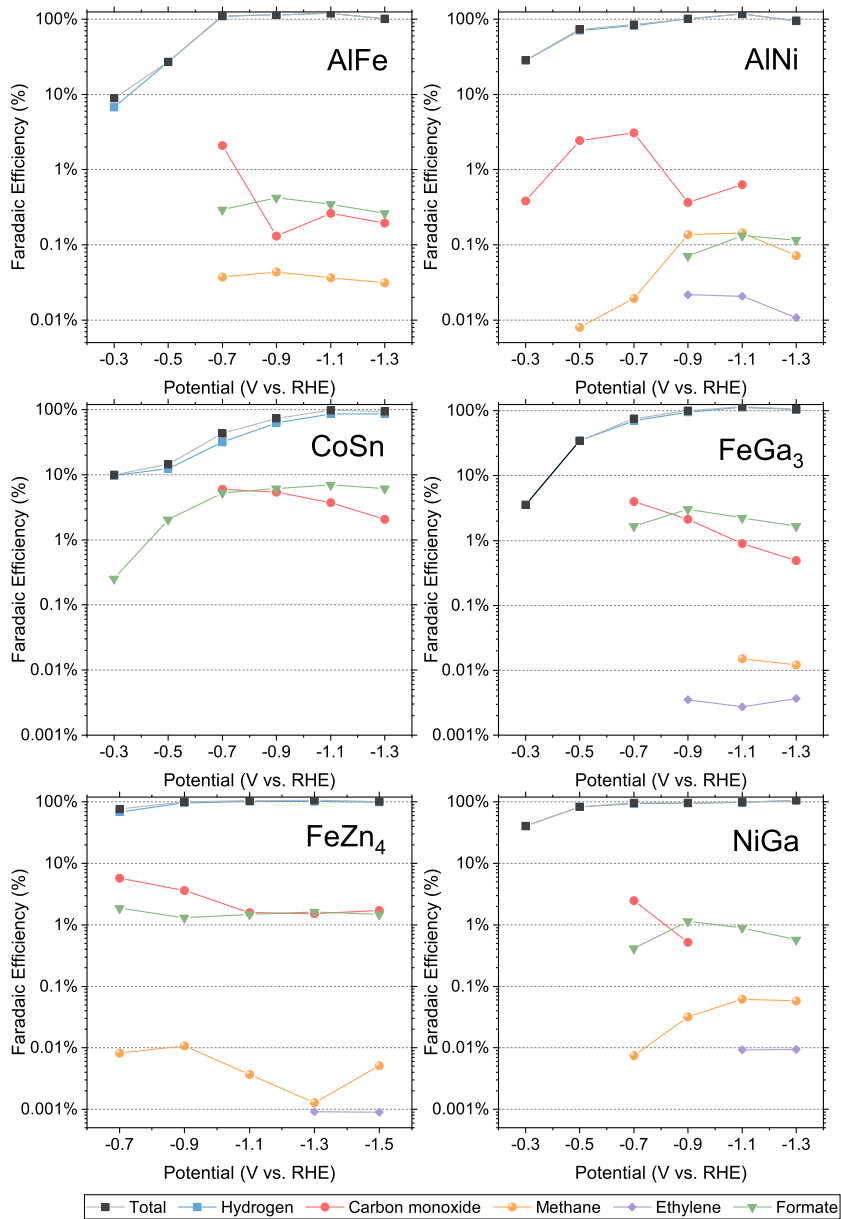 AlFe
Faradaic Efficiency (%)
100%
10%
1%
0.1%
0.01%
-0.3 -0.5 -0.7 -0.9 -1.1 -1.3
Potential (V vs. RHE)
AlNi
Faradaic Efficiency (%)
100%
10%
1%
0.1%
0.01%
-0.3 -0.5 -0.7 -0.9 -1.1 -1.3
Potential (V vs. RHE)
CoSn
Faradaic Efficiency (%)
100%
10%
1%
0.1%
0.01%
0.001%
-0.3 -0.5 -0.7 -0.9 -1.1 -1.3
Potential (V vs. RHE)
FeGa₃
Faradaic Efficiency (%)
100%
10%
1%
0.1%
0.01%
0.001%
-0.3 -0.5 -0.7 -0.9 -1.1 -1.3
Potential (V vs. RHE)
FeZn₄
Faradaic Efficiency (%)
100%
10%
1%
0.1%
0.01%
0.001%
-0.7 -0.9 -1.1 -1.3 -1.5
Potential (V vs. RHE)
NiGa
Faradaic Efficiency (%)
100%
10%
1%
0.1%
0.01%
0.001%
-0.3 -0.5 -0.7 -0.9 -1.1 -1.3
Potential (V vs. RHE)
Total Hydrogen Carbon monoxide Methane Ethylene Formate